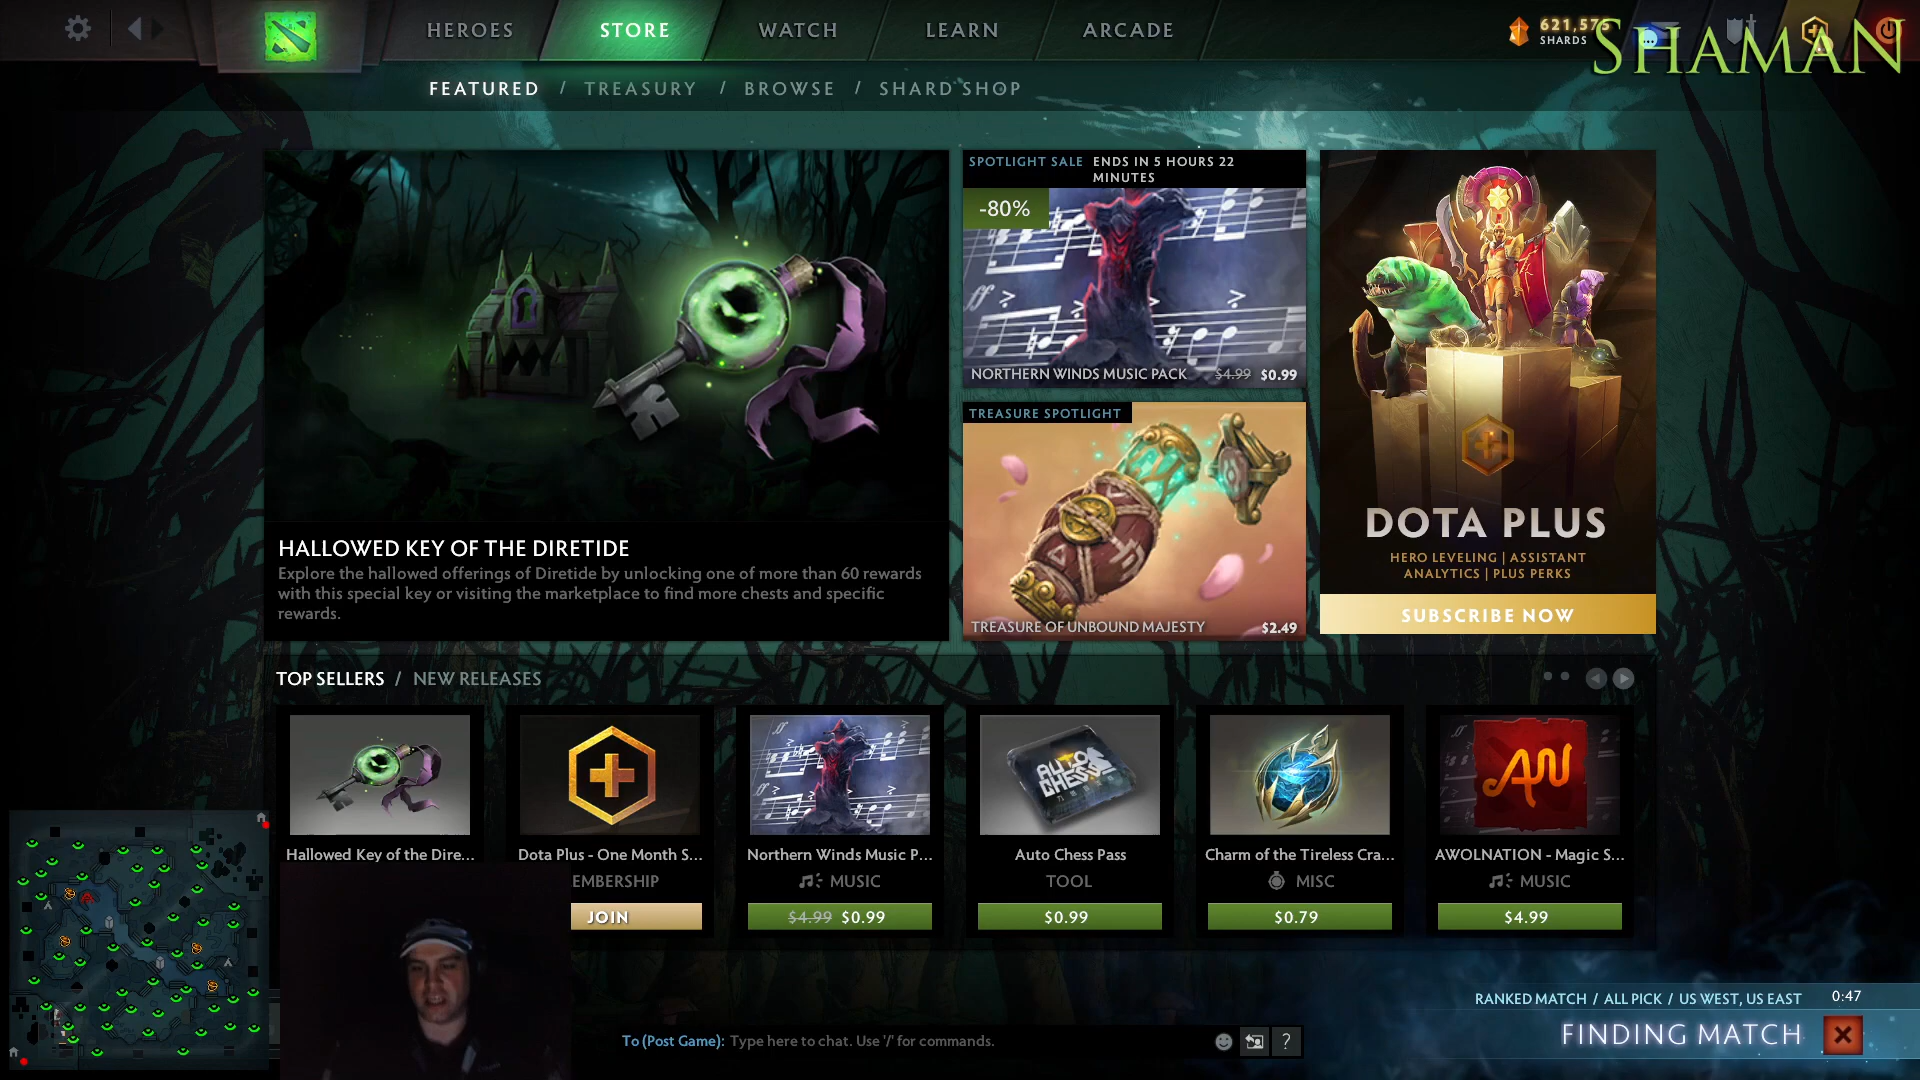 HEROES
STORE
WATCH
LEARN
ARCADE
621,575
SHARDS
SHAMAN
FEATURED / TREASURY / BROWSE / SHARD SHOP
SPOTLIGHT SALE ENDS IN 5 HOURS 22
MINUTES
-80%
NORTHERN WINDS MUSIC PACK $4.99 $0.99
TREASURE SPOTLIGHT
TREASURE OF UNBOUND MAJESTY $2.49
DOTA PLUS
HERO LEVELING | ASSISTANT
ANALYTICS | PLUS PERKS
SUBSCRIBE NOW
HALLOWED KEY OF THE DIRETIDE
Explore the hallowed offerings of Diretide by unlocking one of more than 60 rewards
with this special key or visiting the marketplace to find more chests and specific
rewards.
TOP SELLERS / NEW RELEASES
AUTO
CHESS
AN
Hallowed Key of the Dire...
Dota Plus - One Month S...
Northern Winds Music P...
Auto Chess Pass
Charm of the Tireless Cra...
AWOLNATION - Magic S...
EMBERSHIP
MUSIC
TOOL
MISC
MUSIC
JOIN
$4.99 $0.99
$0.99
$0.79
$4.99
RANKED MATCH / ALL PICK / US WEST, US EAST 0:47
FINDING MATCH
To (Post Game): Type here to chat. Use '/' for commands.
?